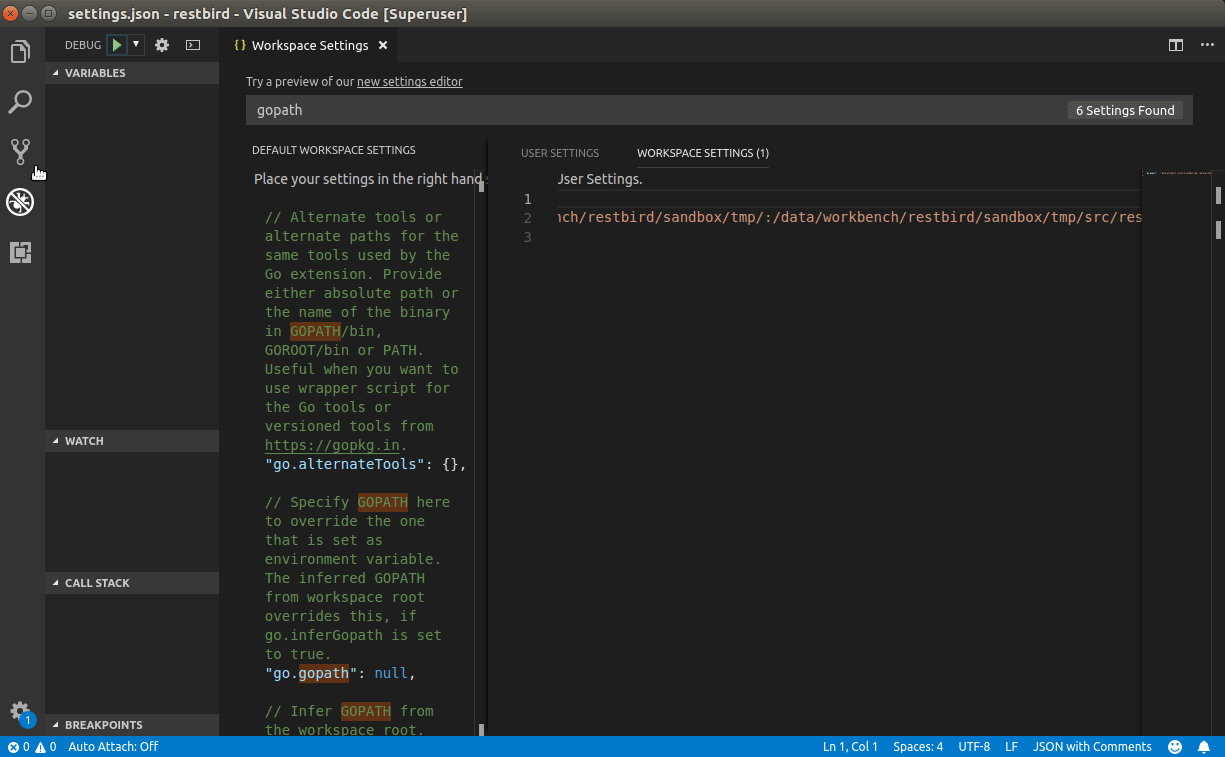 settings.json - restbird - Visual Studio Code [Superuser]
DEBUG
{ } Workspace Settings ×
VARIABLES
WATCH
CALL STACK
BREAKPOINTS
Try a preview of our new settings editor
gopath
6 Settings Found
DEFAULT WORKSPACE SETTINGS
Place your settings in the right hand
// Alternate tools or
alternate paths for the
same tools used by the
Go extension. Provide
either absolute path or
the name of the binary
in GOPATH/bin,
GOROOT/bin or PATH.
Useful when you want to
use wrapper script for
the Go tools or
versioned tools from
https://gopkg.in.
"go.alternateTools": {},
// Specify GOPATH here
to override the one
that is set as
environment variable.
The inferred GOPATH
from workspace root
overrides this, if
go.inferGopath is set
to true.
"go.gopath": null,
// Infer GOPATH from
the workspace root.
USER SETTINGS
WORKSPACE SETTINGS (1)
User Settings.
1
2 nch/restbird/sandbox/tmp/:/data/workbench/restbird/sandbox/tmp/src/res
3
1
0 0 Auto Attach: Off
Ln 1, Col 1 Spaces: 4 UTF-8 LF JSON with Comments